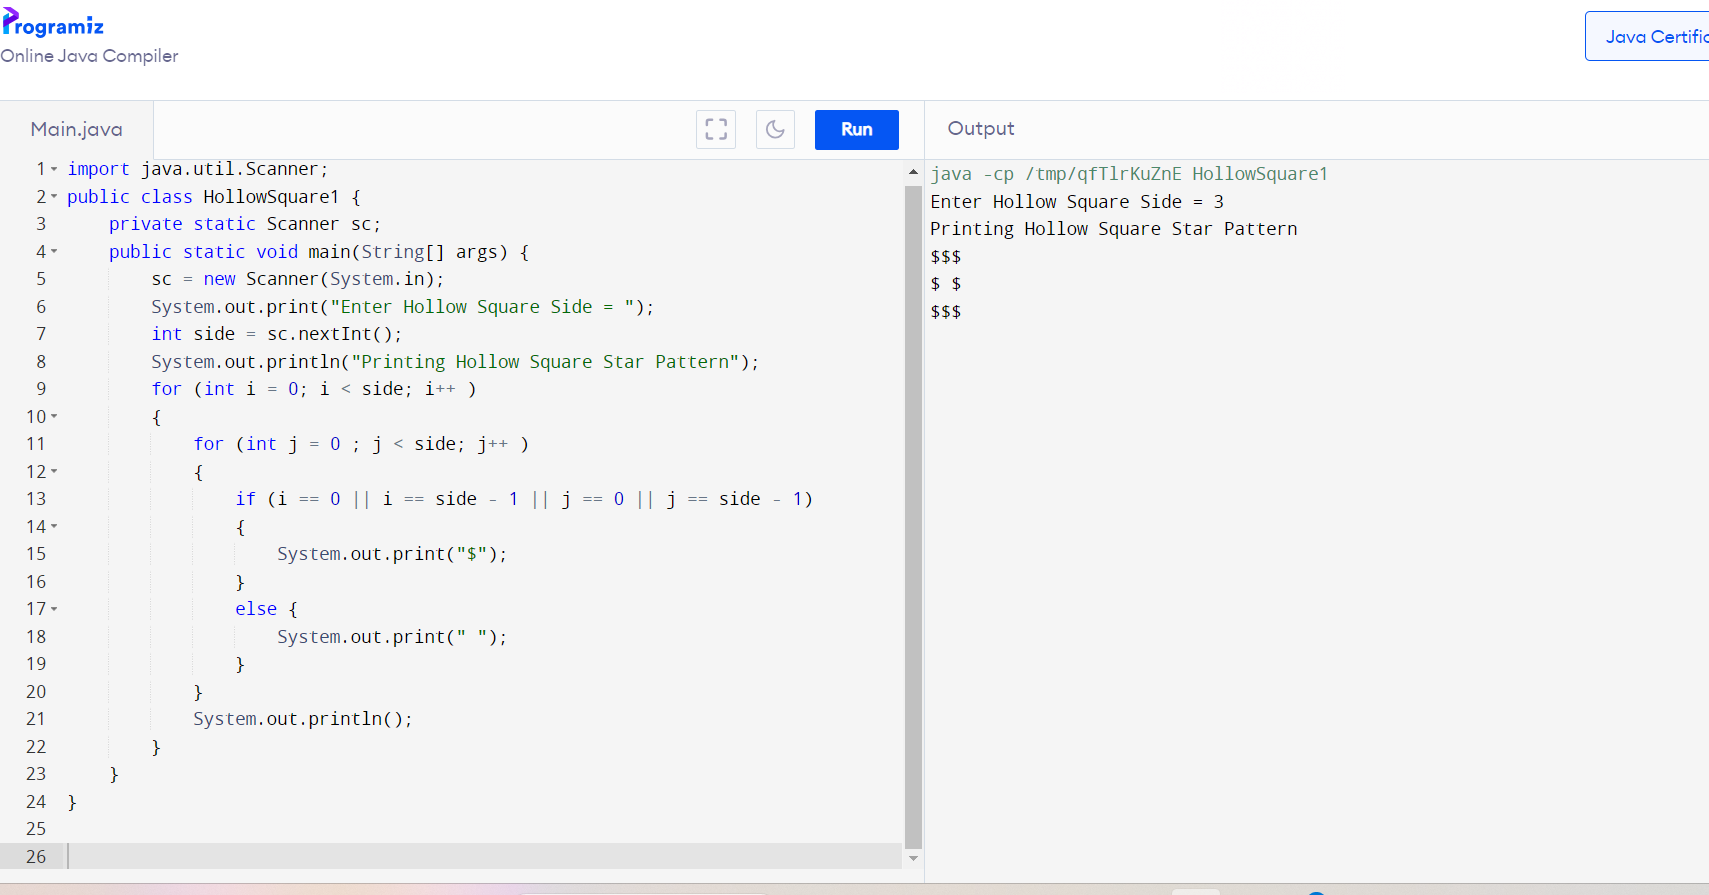 Programiz
Online Java Compiler
Java Certific
Main.java
Run
Output
1 import java.util.Scanner;
2 public class HollowSquare1 {
3     private static Scanner sc;
4     public static void main(String[] args) {
5         sc = new Scanner(System.in);
6         System.out.print("Enter Hollow Square Side = ");
7         int side = sc.nextInt();
8         System.out.println("Printing Hollow Square Star Pattern");
9         for (int i = 0; i < side; i++ )
10         {
11             for (int j = 0 ; j < side; j++ )
12             {
13                 if (i == 0 || i == side - 1 || j == 0 || j == side - 1)
14                 {
15                     System.out.print("$");
16                 }
17                 else {
18                     System.out.print(" ");
19                 }
20             }
21             System.out.println();
22         }
23     }
24 }
25
26
java -cp /tmp/qfTlrKuZnE HollowSquare1
Enter Hollow Square Side = 3
Printing Hollow Square Star Pattern
$$$
$ $
$$$